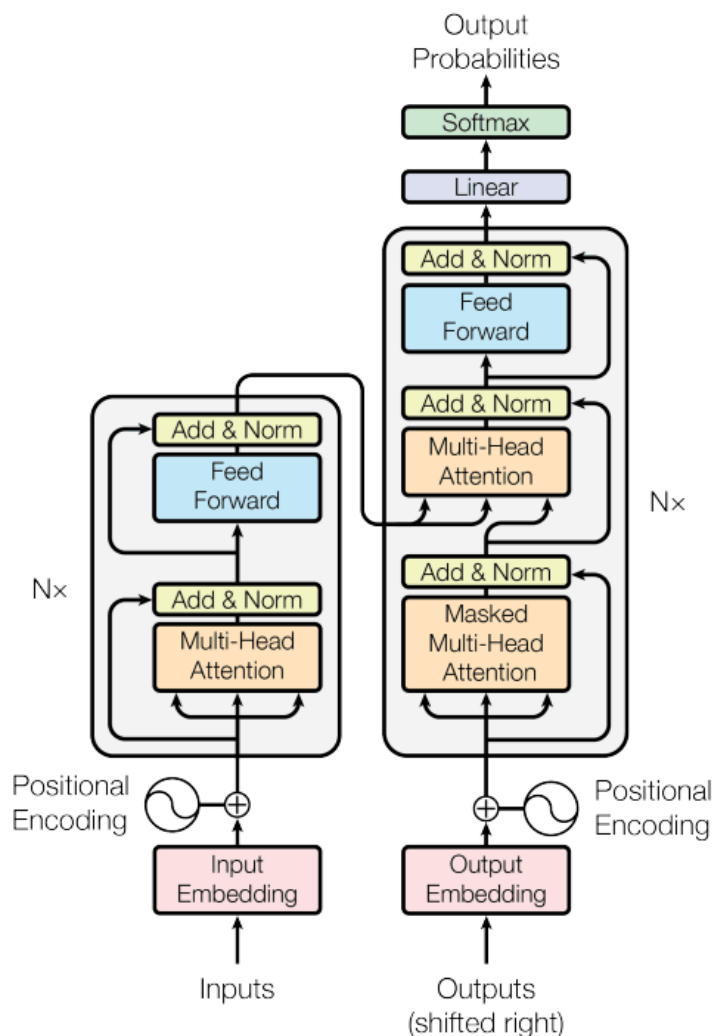 Output
Probabilities
Softmax
Linear
Add & Norm
Feed
Forward
Add & Norm
Multi-Head
Attention
Add & Norm
Masked
Multi-Head
Attention
N×
Add & Norm
Feed
Forward
Add & Norm
Multi-Head
Attention
N×
Positional
Encoding
Positional
Encoding
Input
Embedding
Output
Embedding
Inputs
Outputs
(shifted right)